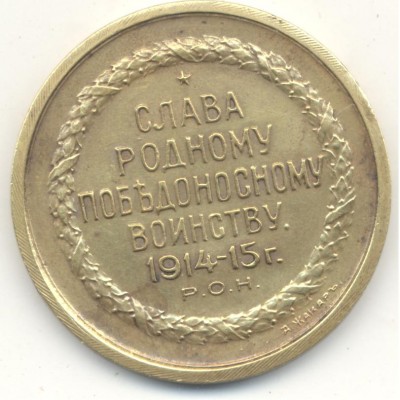 СЛАВА
РОДНОМУ
ПОБѢДОНОСНОМУ
ВОИНСТВУ.
1914-15 г.
Р.О.Н.